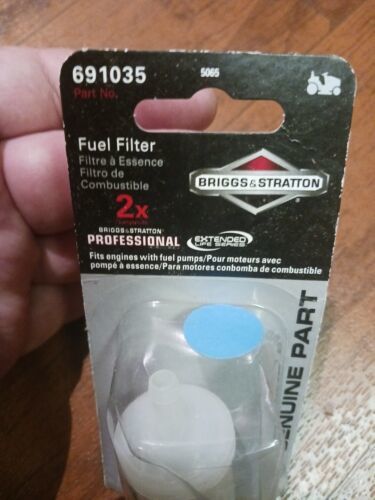 691035
5065
Part No.
Fuel Filter
Filtre à Essence
Filtro de
Combustible
BRIGGS & STRATTON
2x
BRIGGS & STRATTON
PROFESSIONAL
EXTENDED
LIFE SERIES
Fits engines with fuel pumps/Pour moteurs avec
pompé à essence/Para motores conbomba de combustible
GENUINE PART